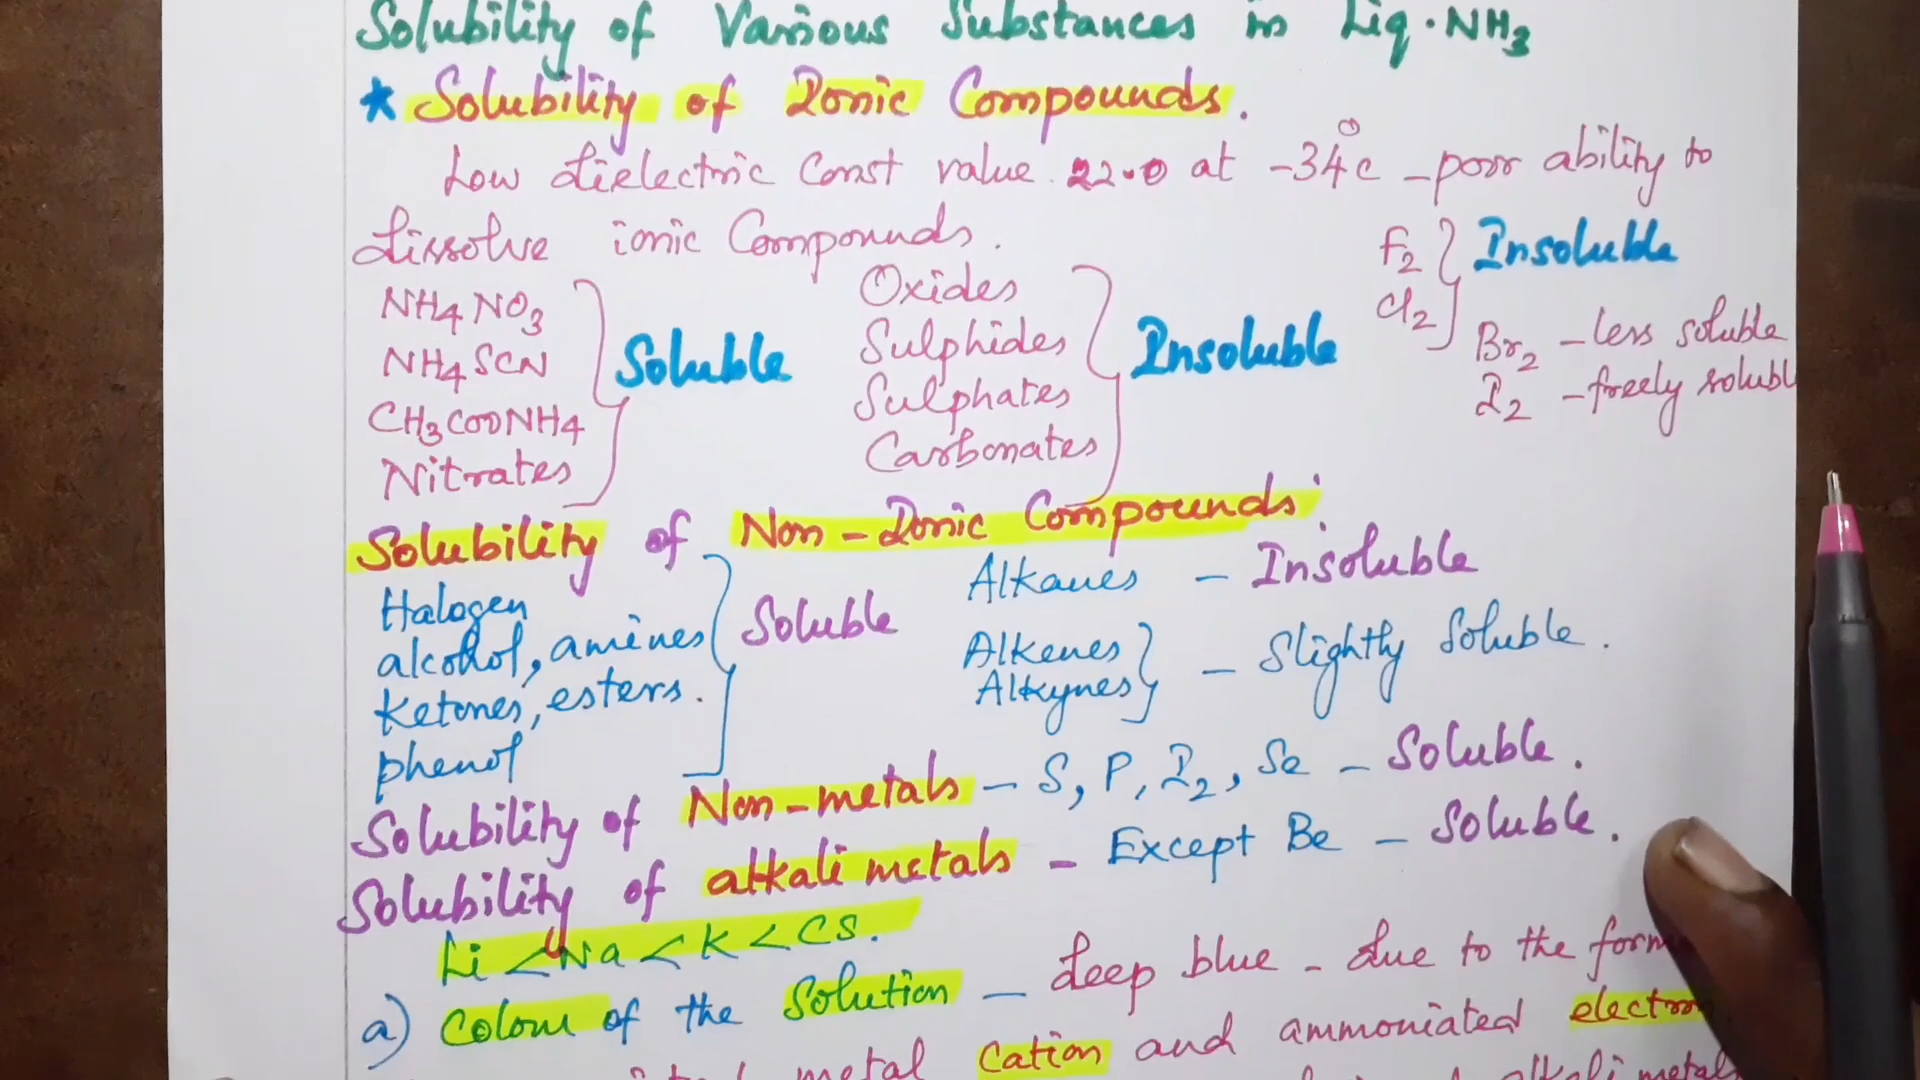 Solubility of Various Substances in Liq. NH3
* Solubility of Ionic Compounds.
Low dielectric Const value 22.0 at -34°c - poor ability to
dissolve ionic Compounds.
NH4NO3
NH4SCN
CH3COONH4
Nitrates
Soluble
Oxides
Sulphides
Sulphates
Carbonates
Insoluble
F2
Cl2
Insoluble
Br2 - less soluble
I2 - freely solubl
Solubility of Non-Ionic Compounds:
Halogen
alcohol, amines
Ketones, esters.
phenol
Soluble
Alkanes - Insoluble
Alkenes
Alkynes
- Slightly Soluble.
Solubility of Non-metals - S, P, I2, Se - Soluble.
Solubility of alkali metals - Except Be - Soluble.
Li < Na < K < Cs.
a) Colour of the Solution - deep blue - due to the form
metal Cation and ammoniated electron
alkali metal